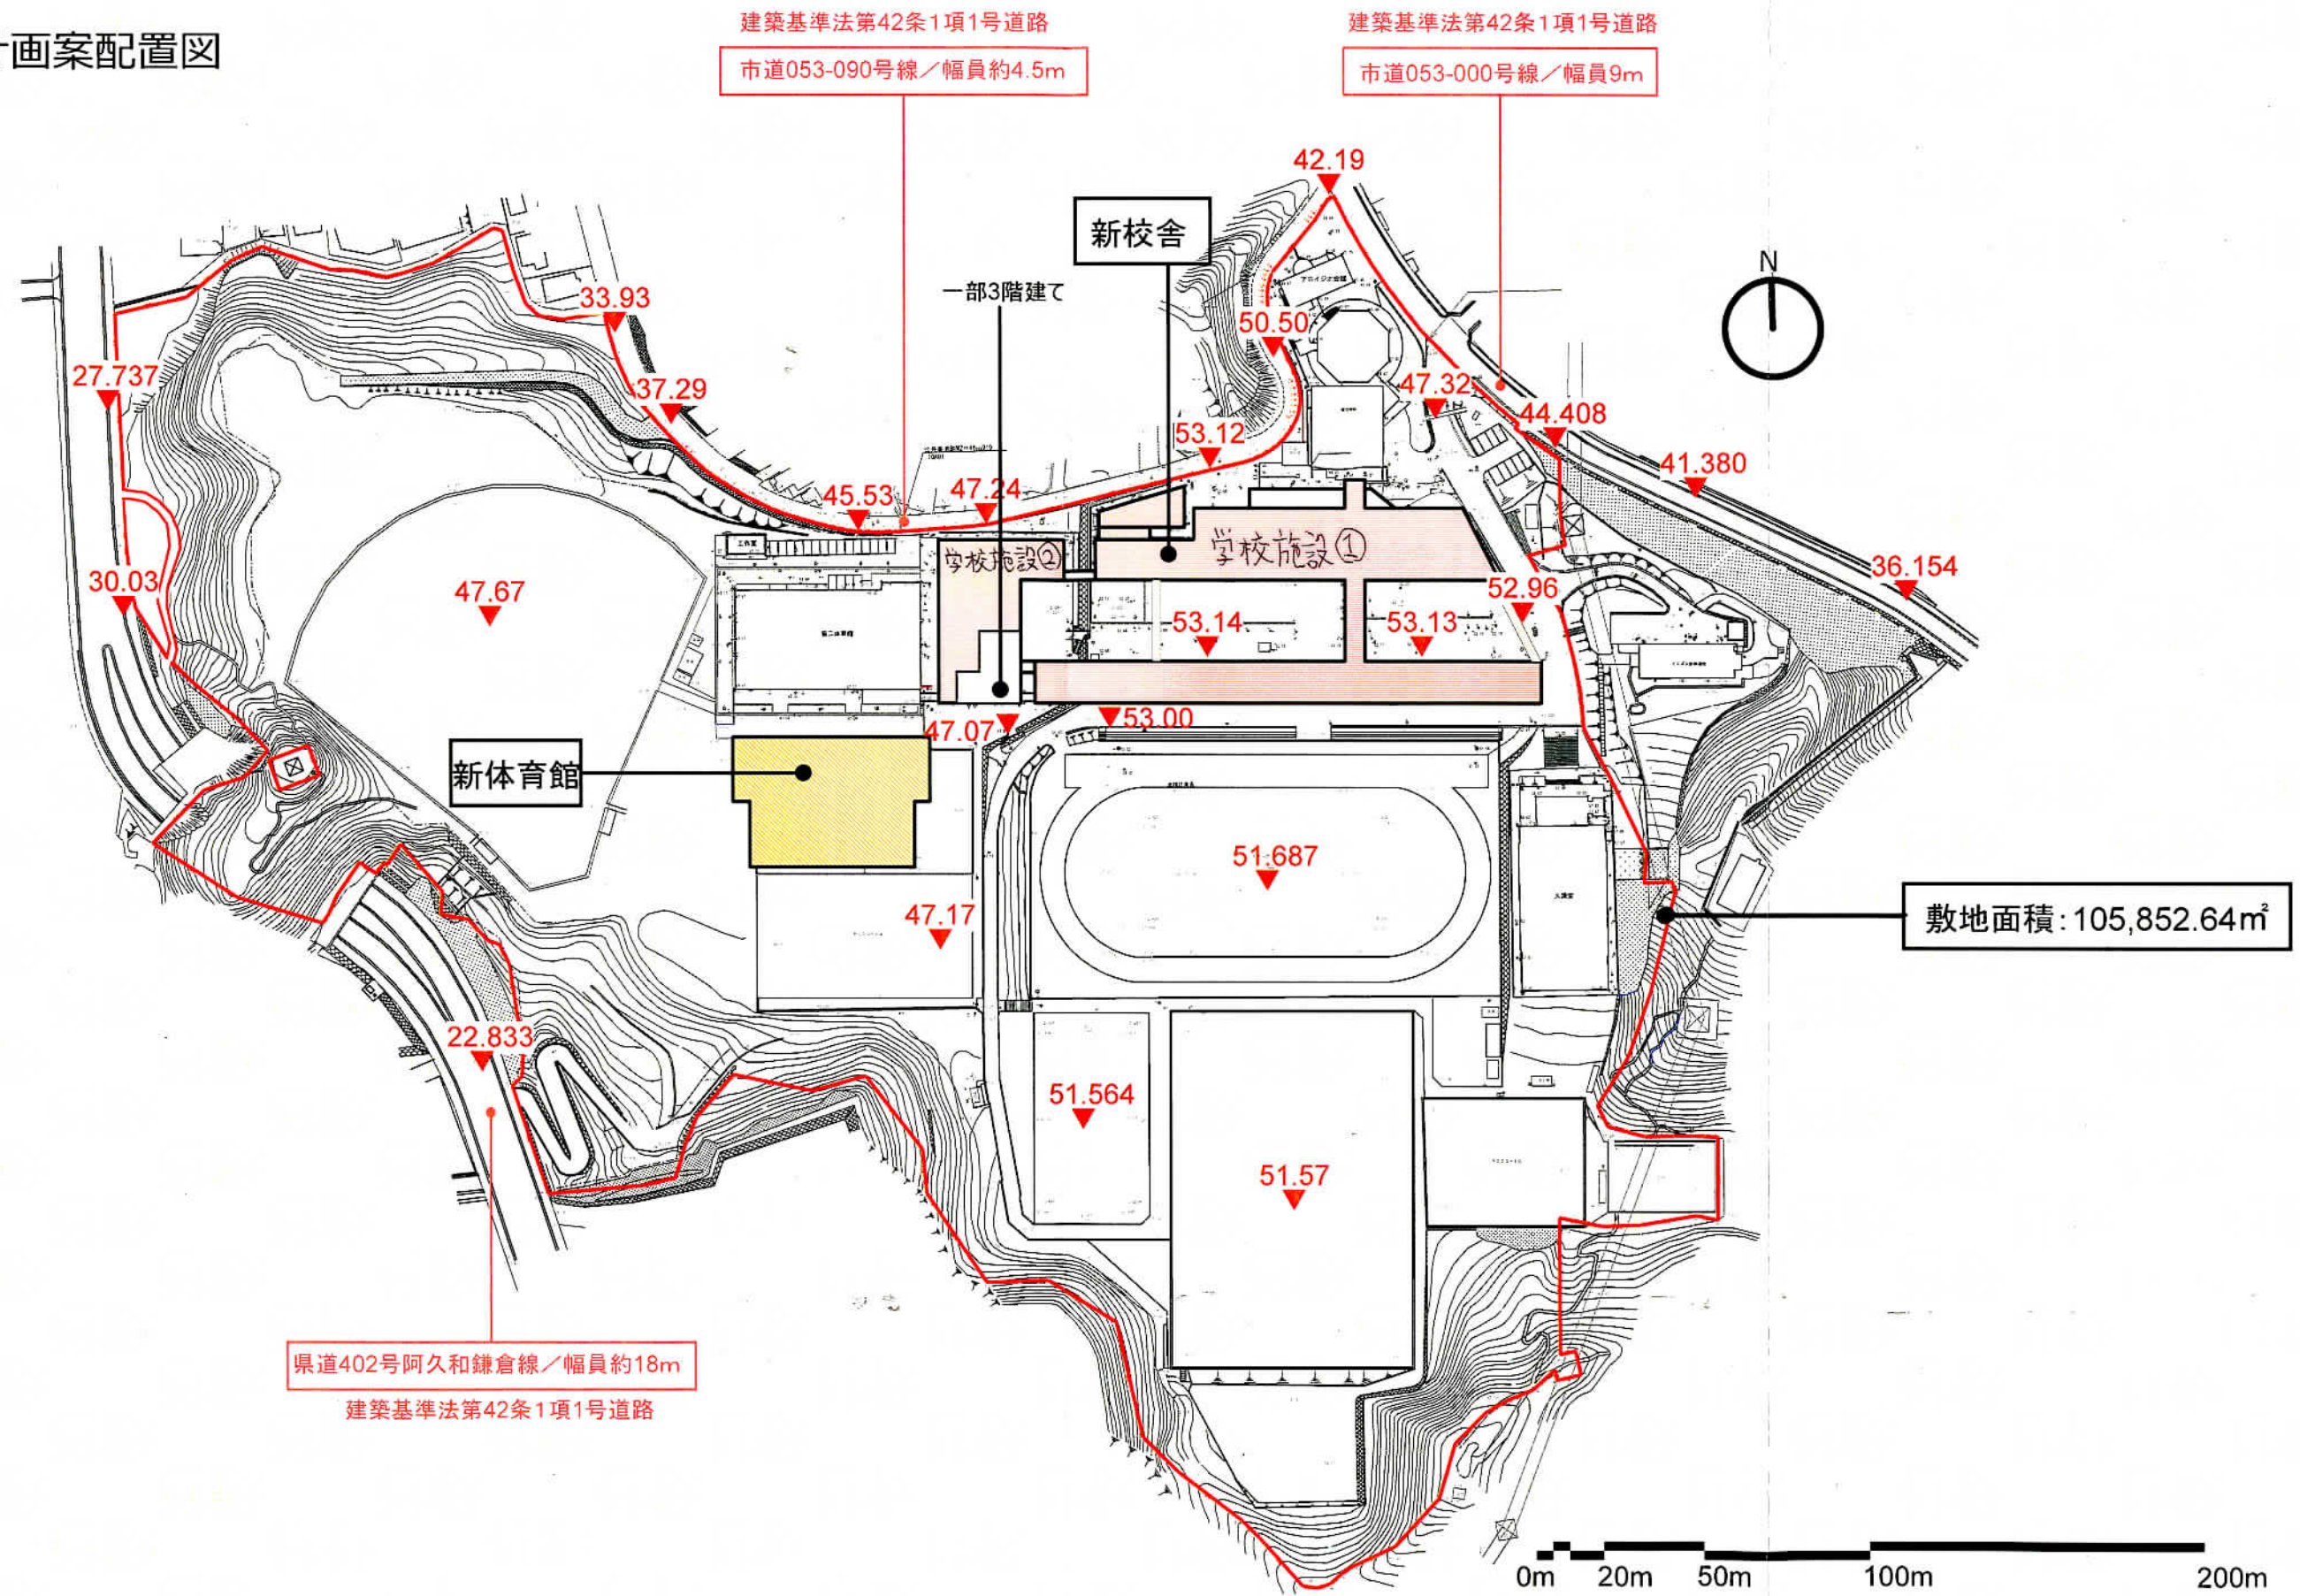 画案配置図
建築基準法第42条1項1号道路
市道053-090号線／幅員約4.5m
建築基準法第42条1項1号道路
市道053-000号線／幅員9m
42.19
新校舎
一部3階建て
N
33.93
50.50
27.737
37.29
47.32
44.408
53.12
41.380
45.53
47.24
学校施設②
学校施設①
36.154
30.03
47.67
52.96
53.14
53.13
47.07
53.00
新体育館
51.687
47.17
敷地面積：105,852.64㎡
22.833
51.564
51.57
県道402号阿久和鎌倉線／幅員約18m
建築基準法第42条1項1号道路
0m 20m 50m 100m 200m